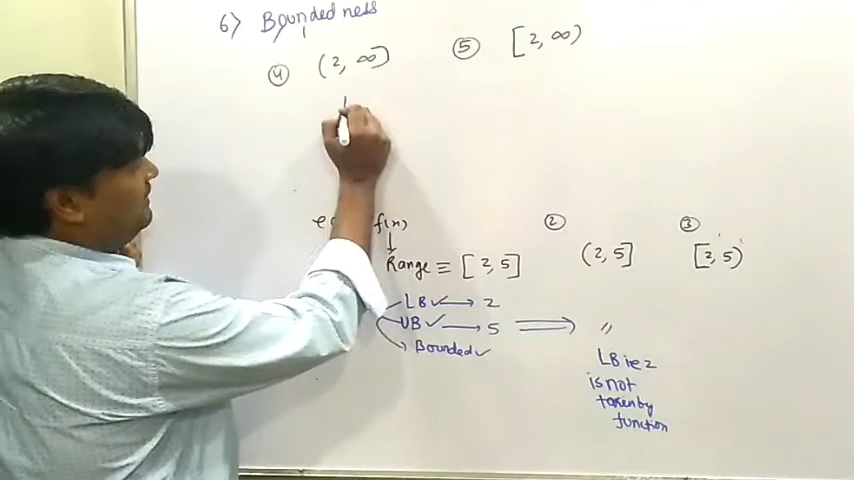 6) Boundedness
④ (2, ∞)
⑤ [2, ∞)
f(x)
↓
Range ≡ [2, 5]
LB ✓ → 2
UB ✓ → 5 ⟹ 〃
→ Bounded ✓
② (2, 5]
LB ie 2
is not
taken by
function
③ [2, 5)